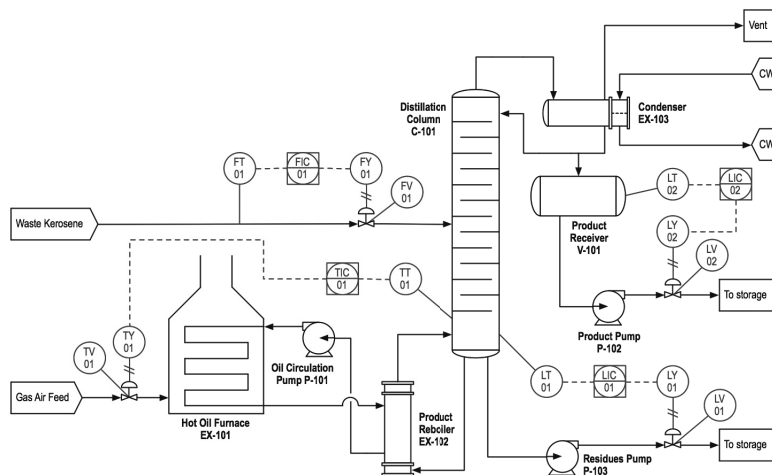 Vent
Distillation
Column
C-101
Condenser
EX-103
CW
CW
FT
01
FIC
01
FY
01
FV
01
LT
02
LIC
02
Waste Kerosene
Product
Receiver
V-101
LY
02
LV
02
TIC
01
TT
01
To storage
TV
01
TY
01
Oil Circulation
Pump P-101
Product Pump
P-102
Gas Air Feed
Hot Oil Furnace
EX-101
Product
Rebciler
EX-102
LT
01
LIC
01
LY
01
LV
01
Residues Pump
P-103
To storage